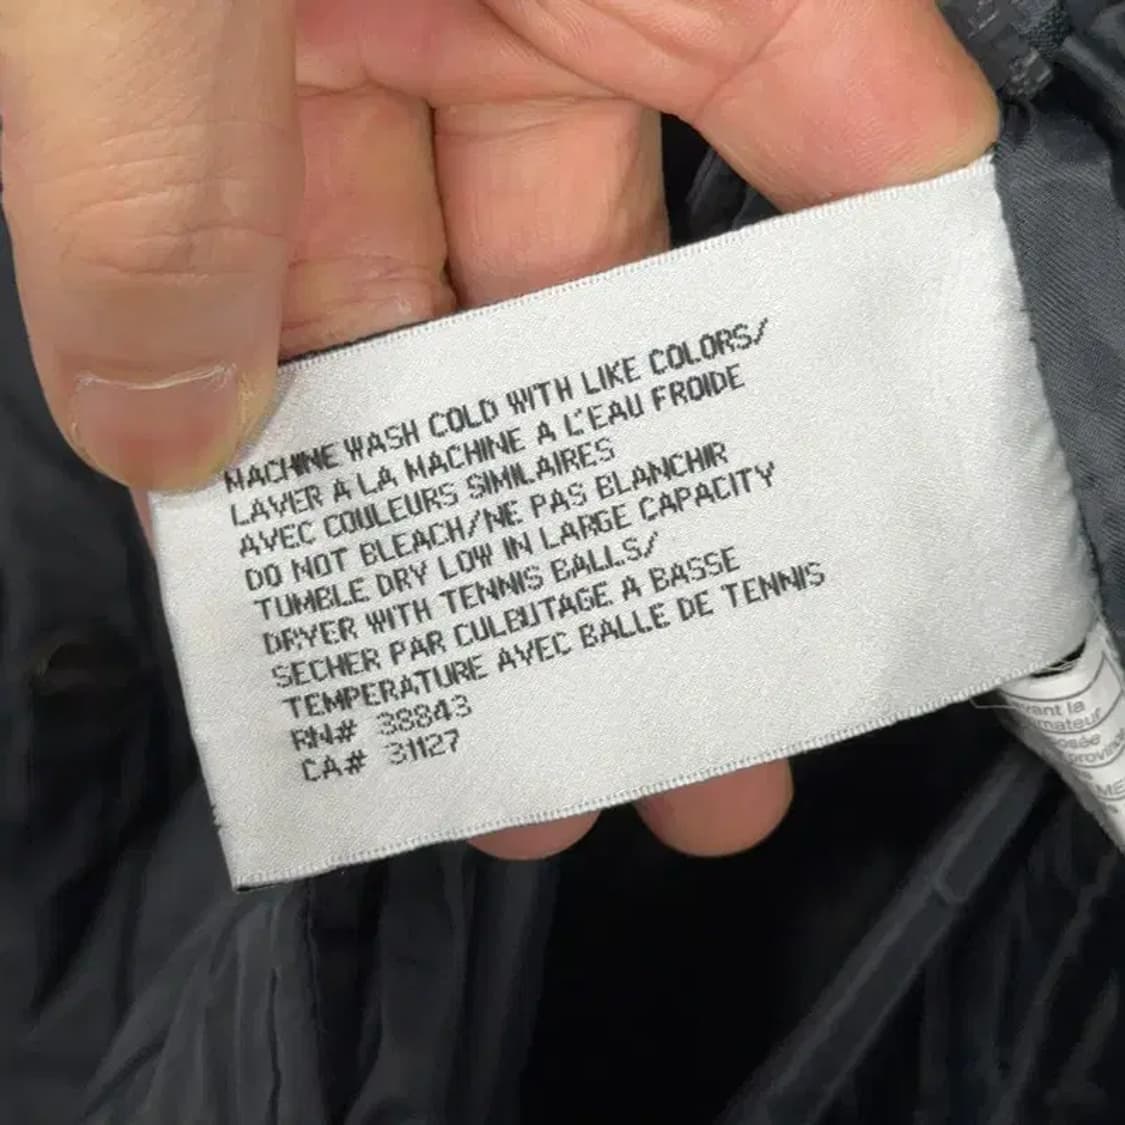 MACHINE WASH COLD WITH LIKE COLORS/
LAVER A LA MACHINE A L'EAU FROIDE
AVEC COULEURS SIMILAIRES
DO NOT BLEACH/NE PAS BLANCHIR
TUMBLE DRY LOW IN LARGE CAPACITY
DRYER WITH TENNIS BALLS/
SECHER PAR CULBUTAGE A BASSE
TEMPERATURE AVEC BALLE DE TENNIS
RN# 38843
CA# 31127
vant la